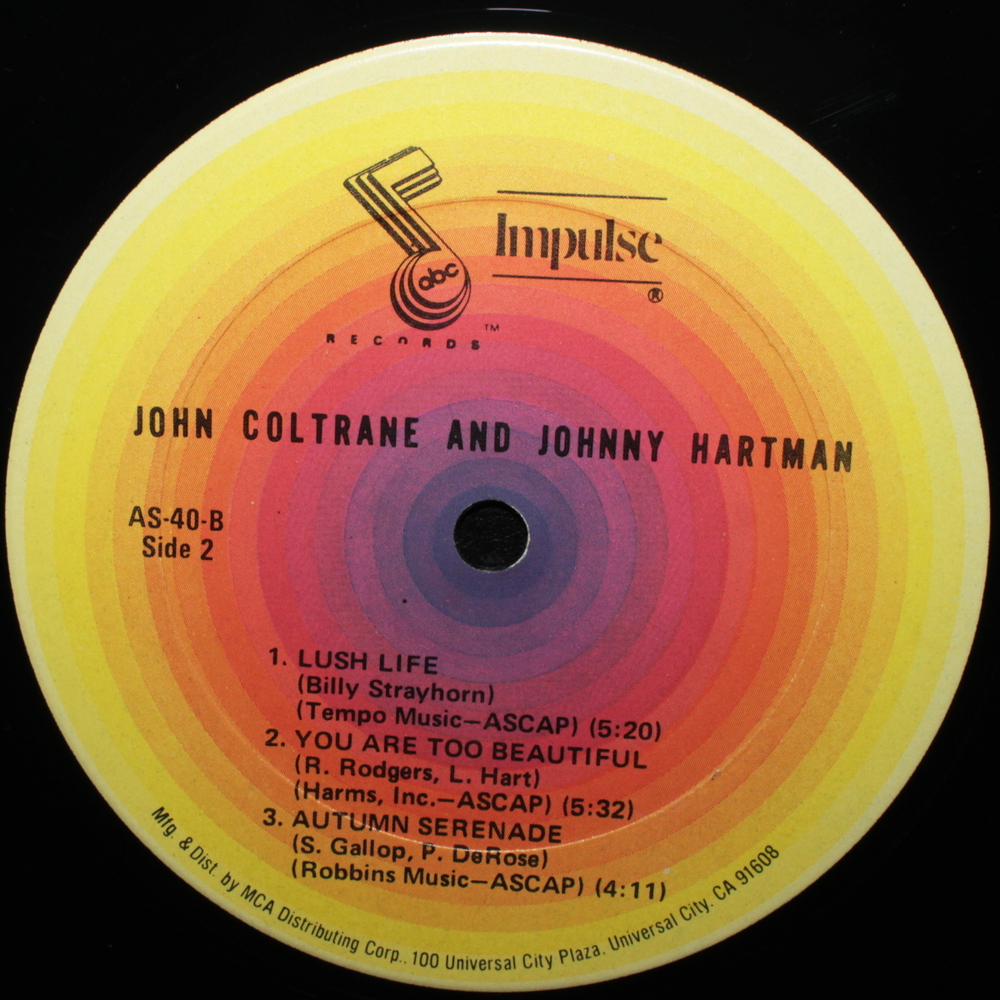 abc
RECORDS™
Impulse
®
JOHN COLTRANE AND JOHNNY HARTMAN
AS-40-B
Side 2
1. LUSH LIFE
(Billy Strayhorn)
(Tempo Music—ASCAP) (5:20)
2. YOU ARE TOO BEAUTIFUL
(R. Rodgers, L. Hart)
(Harms, Inc.—ASCAP) (5:32)
3. AUTUMN SERENADE
(S. Gallop, P. DeRose)
(Robbins Music—ASCAP) (4:11)
Mfg. & Dist. by MCA Distributing Corp.. 100 Universal City Plaza. Universal City. CA 91608